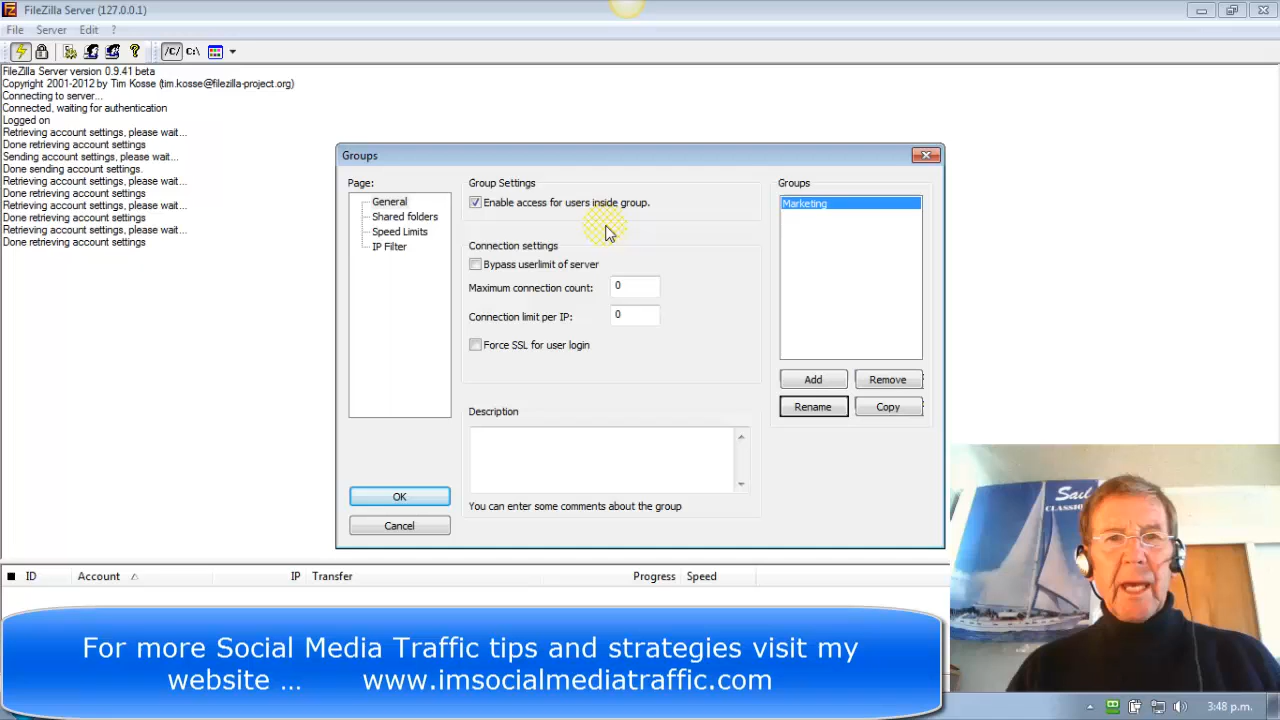 FileZilla Server (127.0.0.1)
File Server Edit ?
/C/ C:\
FileZilla Server version 0.9.41 beta
Copyright 2001-2012 by Tim Kosse (tim.kosse@filezilla-project.org)
Connecting to server...
Connected, waiting for authentication
Logged on
Retrieving account settings, please wait...
Done retrieving account settings
Sending account settings, please wait...
Done sending account settings.
Retrieving account settings, please wait...
Done retrieving account settings
Retrieving account settings, please wait...
Done retrieving account settings
Retrieving account settings, please wait...
Done retrieving account settings
Groups
Page:
General
Shared folders
Speed Limits
IP Filter
OK
Cancel
Group Settings
Enable access for users inside group.
Connection settings
Bypass userlimit of server
Maximum connection count: 0
Connection limit per IP: 0
Force SSL for user login
Description
You can enter some comments about the group
Groups
Marketing
Add Remove
Rename Copy
ID Account IP Transfer Progress Speed
Sail
CLASSIC
For more Social Media Traffic tips and strategies visit my
website ... www.imsocialmediatraffic.com
3:48 p.m.